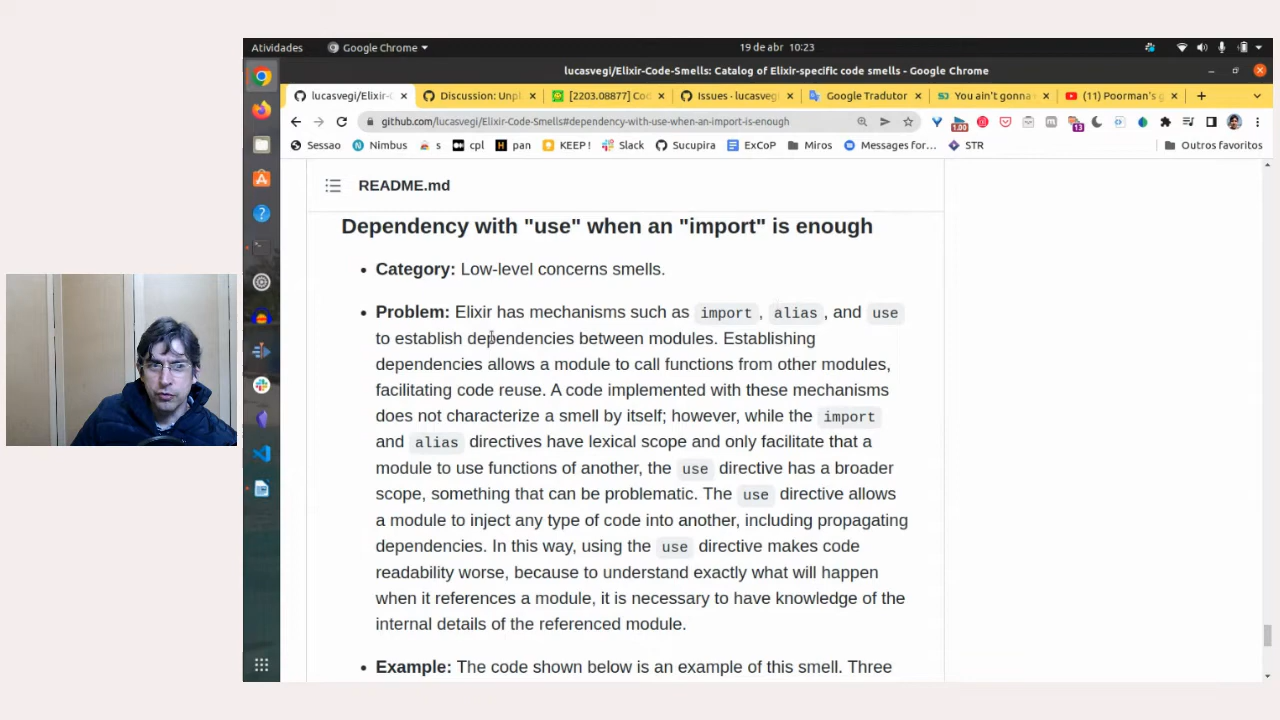 Atividades
Google Chrome
19 de abr 10:23
lucasvegi/Elixir-Code-Smells: Catalog of Elixir-specific code smells - Google Chrome
lucasvegi/Elixir-C
Discussion: Unpl
[2203.08877] Co
Issues · lucasvegi
Google Tradutor
You ain't gonna
(11) Poorman's g
github.com/lucasvegi/Elixir-Code-Smells#dependency-with-use-when-an-import-is-enough
1.00
13
Sessao
Nimbus
s
cpl
pan
KEEP !
Slack
Sucupira
ExCoP
Miros
Messages for...
STR
Outros favoritos
README.md
Dependency with "use" when an "import" is enough
• Category: Low-level concerns smells.
• Problem: Elixir has mechanisms such as import, alias, and use
to establish dependencies between modules. Establishing
dependencies allows a module to call functions from other modules,
facilitating code reuse. A code implemented with these mechanisms
does not characterize a smell by itself; however, while the import
and alias directives have lexical scope and only facilitate that a
module to use functions of another, the use directive has a broader
scope, something that can be problematic. The use directive allows
a module to inject any type of code into another, including propagating
dependencies. In this way, using the use directive makes code
readability worse, because to understand exactly what will happen
when it references a module, it is necessary to have knowledge of the
internal details of the referenced module.
• Example: The code shown below is an example of this smell. Three